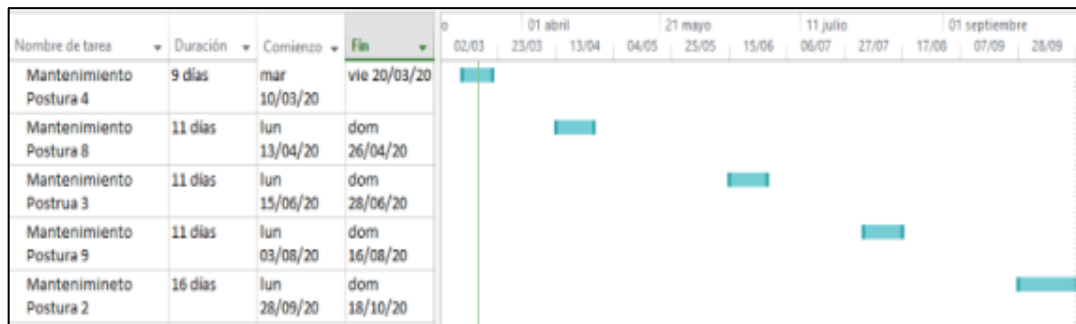 o 01 abril 21 mayo 11 julio 01 septiembre
Nombre de tarea Duración Comienzo Fin 02/03 23/03 13/04 04/05 25/05 15/06 06/07 27/07 17/08 07/09 28/09
Mantenimiento 9 días mar vie 20/03/20
Postura 4 10/03/20
Mantenimiento 11 días lun dom
Postura 8 13/04/20 26/04/20
Mantenimiento 11 días lun dom
Postrua 3 15/06/20 28/06/20
Mantenimiento 11 días lun dom
Postura 9 03/08/20 16/08/20
Mantenimineto 16 días lun dom
Postura 2 28/09/20 18/10/20